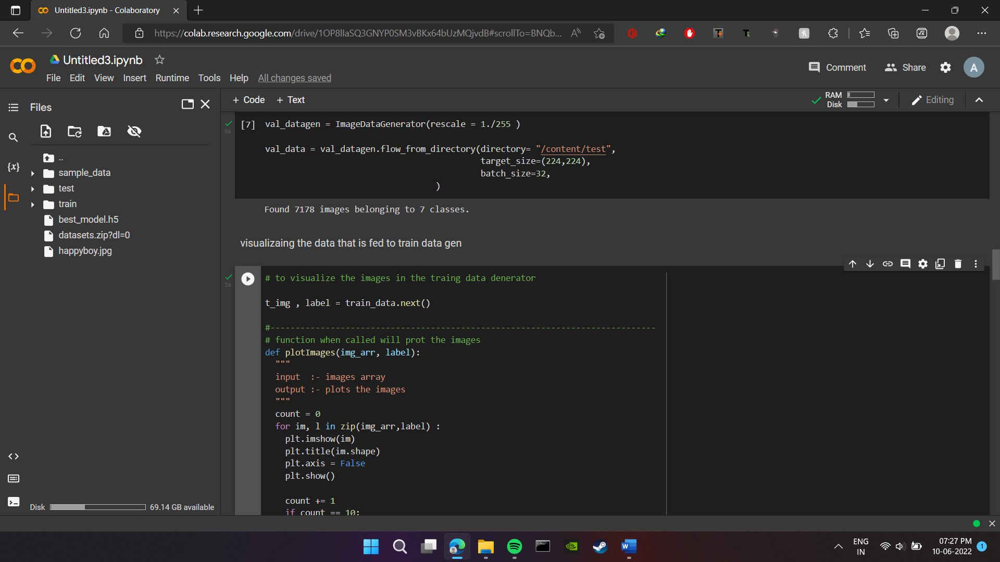 Untitled3.ipynb - Colaboratory
https://colab.research.google.com/drive/1OP8llaSQ3GNYP0SM3vBKx64bUzMQjvdB#scrollTo=BNQb...
Untitled3.ipynb
Comment
Share
A
File Edit View Insert Runtime Tools Help All changes saved
Files
+ Code + Text
RAM
Disk
Editing
..
sample_data
test
train
best_model.h5
datasets.zip?dl=0
happyboy.jpg
Disk 69.14 GB available
0s
[7] val_datagen = ImageDataGenerator(rescale = 1./255 )
val_data = val_datagen.flow_from_directory(directory= "/content/test",
target_size=(224,224),
batch_size=32,
)
Found 7178 images belonging to 7 classes.
visualizaing the data that is fed to train data gen
3s
# to visualize the images in the traing data denerator
t_img , label = train_data.next()
#-----------------------------------------------------------------------------
# function when called will prot the images
def plotImages(img_arr, label):
"""
input :- images array
output :- plots the images
"""
count = 0
for im, l in zip(img_arr,label) :
plt.imshow(im)
plt.title(im.shape)
plt.axis = False
plt.show()
count += 1
if count == 10:
ENG
IN
07:27 PM
10-06-2022
1